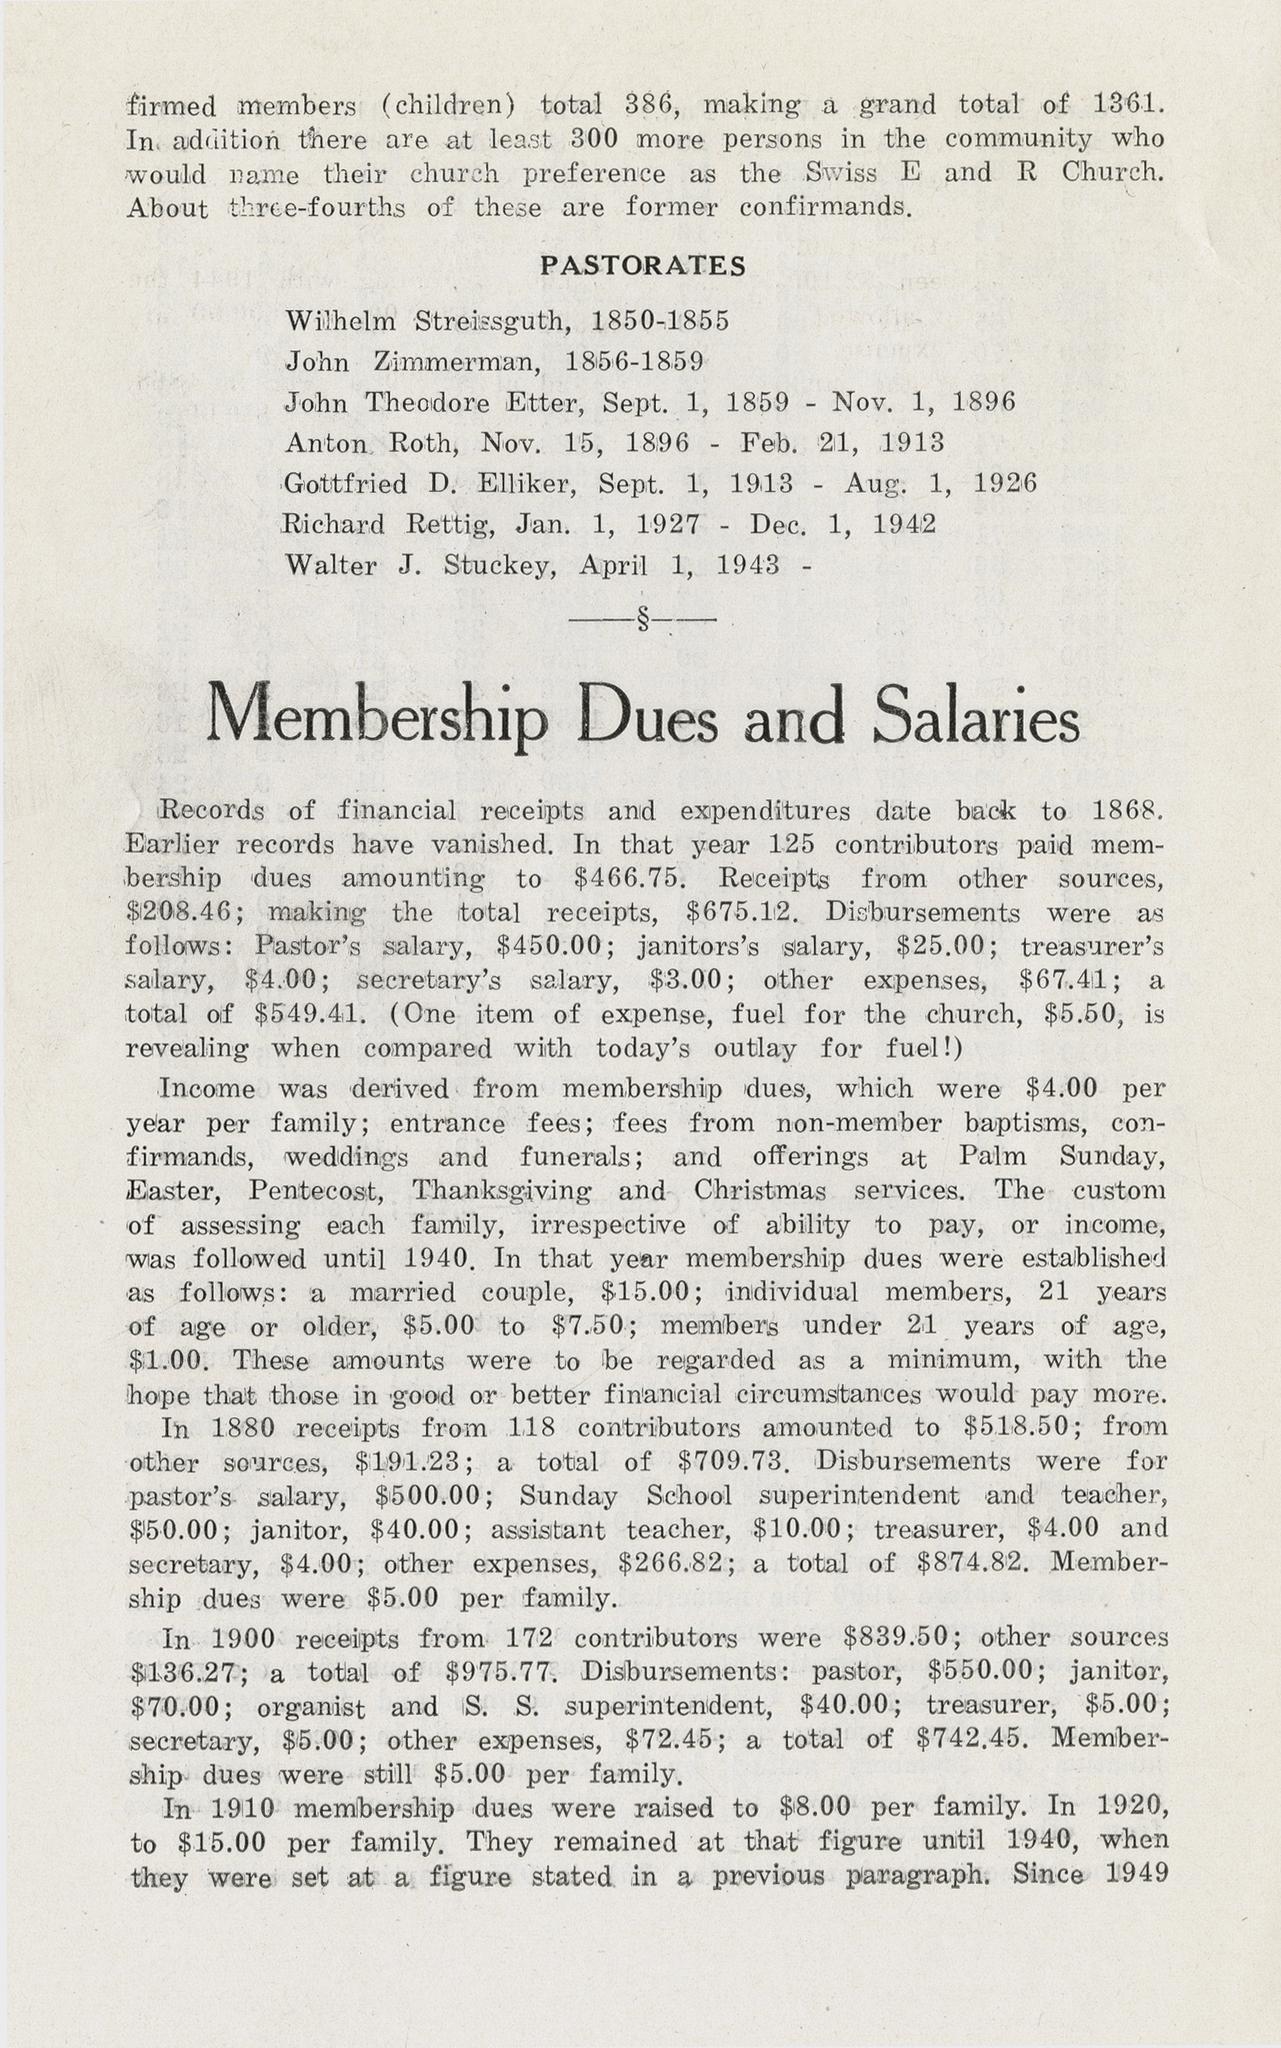 firmed members (children) total 386, making a grand total of 1361.
In addition there are at least 300 more persons in the community who
would name their church preference as the Swiss E and R Church.
About three-fourths of these are former confirmands.
PASTORATES
Wilhelm Streissguth, 1850-1855
John Zimmerman, 1856-1859
John Theodore Etter, Sept. 1, 1859 - Nov. 1, 1896
Anton Roth, Nov. 15, 1896 - Feb. 21, 1913
Gottfried D. Elliker, Sept. 1, 1913 - Aug. 1, 1926
Richard Rettig, Jan. 1, 1927 - Dec. 1, 1942
Walter J. Stuckey, April 1, 1943 -
——§——
Membership Dues and Salaries
Records of financial receipts and expenditures date back to 1868.
Earlier records have vanished. In that year 125 contributors paid mem-
bership dues amounting to $466.75. Receipts from other sources,
$208.46; making the total receipts, $675.12. Disbursements were as
follows: Pastor's salary, $450.00; janitors's salary, $25.00; treasurer's
salary, $4.00; secretary's salary, $3.00; other expenses, $67.41; a
total of $549.41. (One item of expense, fuel for the church, $5.50, is
revealing when compared with today's outlay for fuel!)
Income was derived from membership dues, which were $4.00 per
year per family; entrance fees; fees from non-member baptisms, con-
firmands, weddings and funerals; and offerings at Palm Sunday,
Easter, Pentecost, Thanksgiving and Christmas services. The custom
of assessing each family, irrespective of ability to pay, or income,
was followed until 1940. In that year membership dues were established
as follows: a married couple, $15.00; individual members, 21 years
of age or older, $5.00 to $7.50; members under 21 years of age,
$1.00. These amounts were to be regarded as a minimum, with the
hope that those in good or better financial circumstances would pay more.
In 1880 receipts from 118 contributors amounted to $518.50; from
other sources, $191.23; a total of $709.73. Disbursements were for
pastor's salary, $500.00; Sunday School superintendent and teacher,
$50.00; janitor, $40.00; assistant teacher, $10.00; treasurer, $4.00 and
secretary, $4.00; other expenses, $266.82; a total of $874.82. Member-
ship dues were $5.00 per family.
In 1900 receipts from 172 contributors were $839.50; other sources
$136.27; a total of $975.77. Disbursements: pastor, $550.00; janitor,
$70.00; organist and S. S. superintendent, $40.00; treasurer, $5.00;
secretary, $5.00; other expenses, $72.45; a total of $742.45. Member-
ship dues were still $5.00 per family.
In 1910 membership dues were raised to $8.00 per family. In 1920,
to $15.00 per family. They remained at that figure until 1940, when
they were set at a figure stated in a previous paragraph. Since 1949